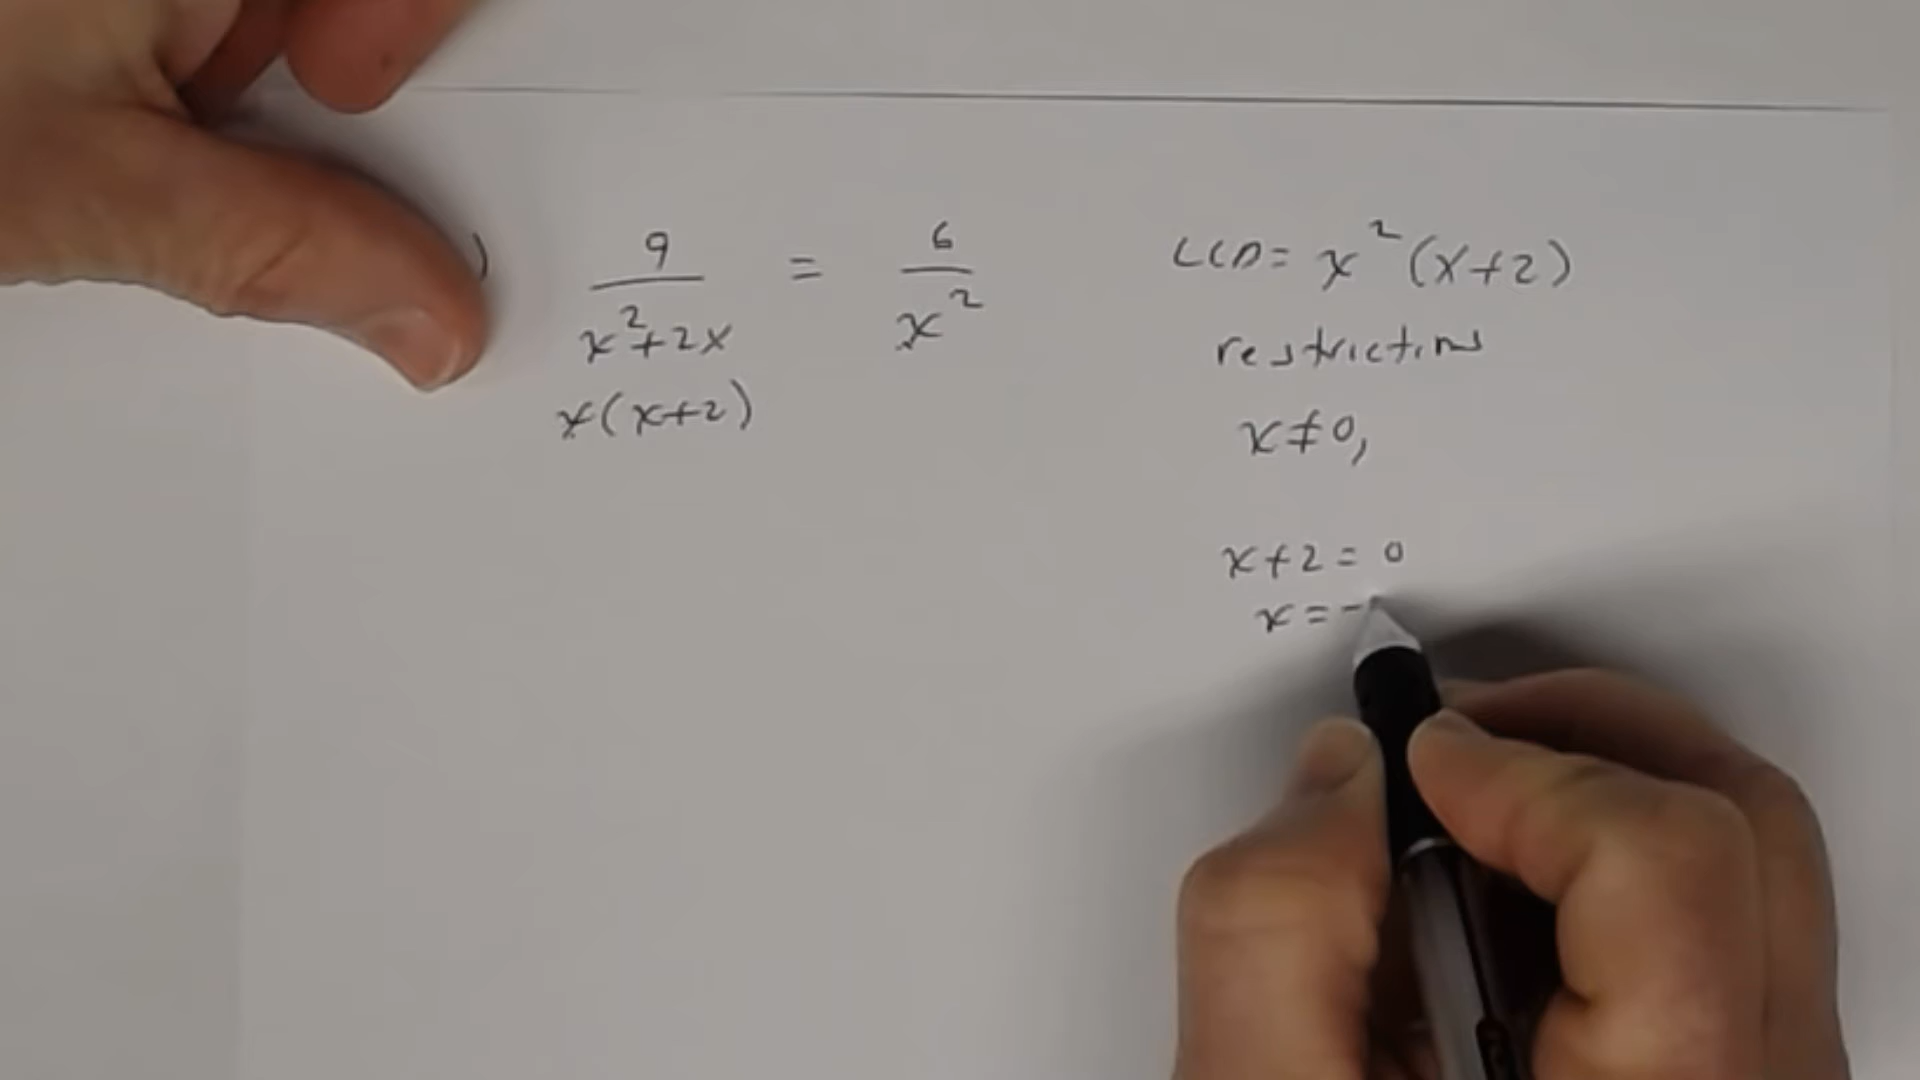 ) 9/(x²+2x) = 6/x²
x(x+2)
LCD= x²(x+2)
restrictions
x≠0,
x+2=0
x=-